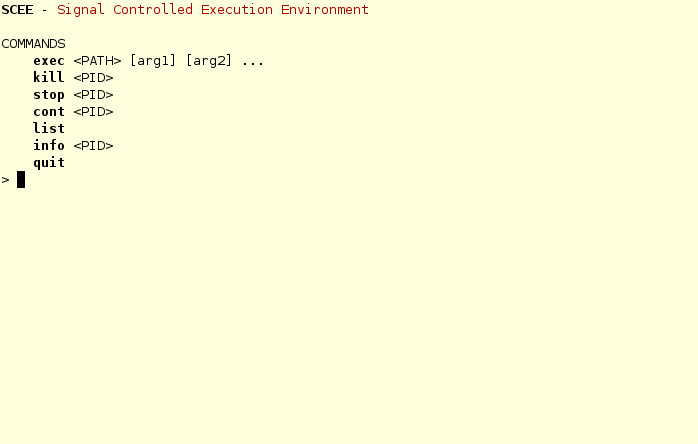 SCEE - Signal Controlled Execution Environment
COMMANDS
exec <PATH> [arg1] [arg2] ...
kill <PID>
stop <PID>
cont <PID>
list
info <PID>
quit
>